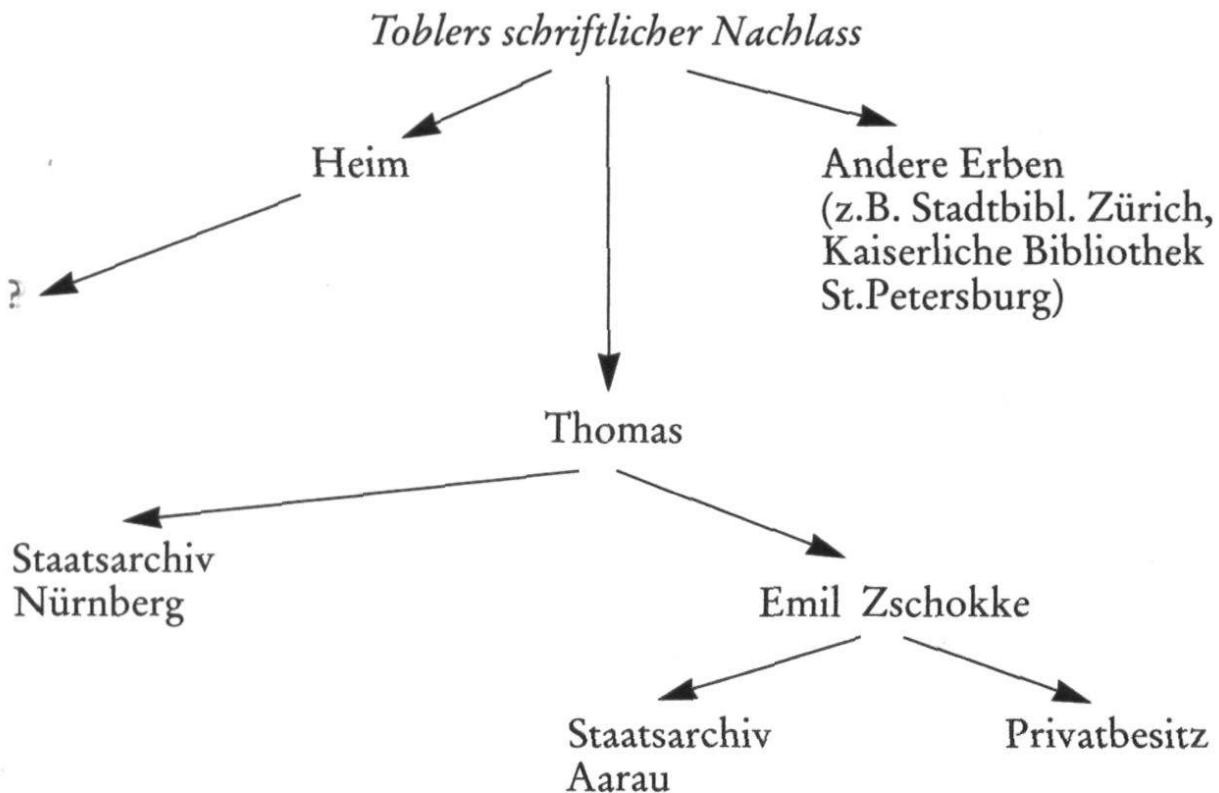 Toblers schriftlicher Nachlass
Heim
Andere Erben
(z.B. Stadtbibl. Zürich,
Kaiserliche Bibliothek
St.Petersburg)
?
Thomas
Staatsarchiv
Nürnberg
Emil Zschokke
Staatsarchiv
Aarau
Privatbesitz